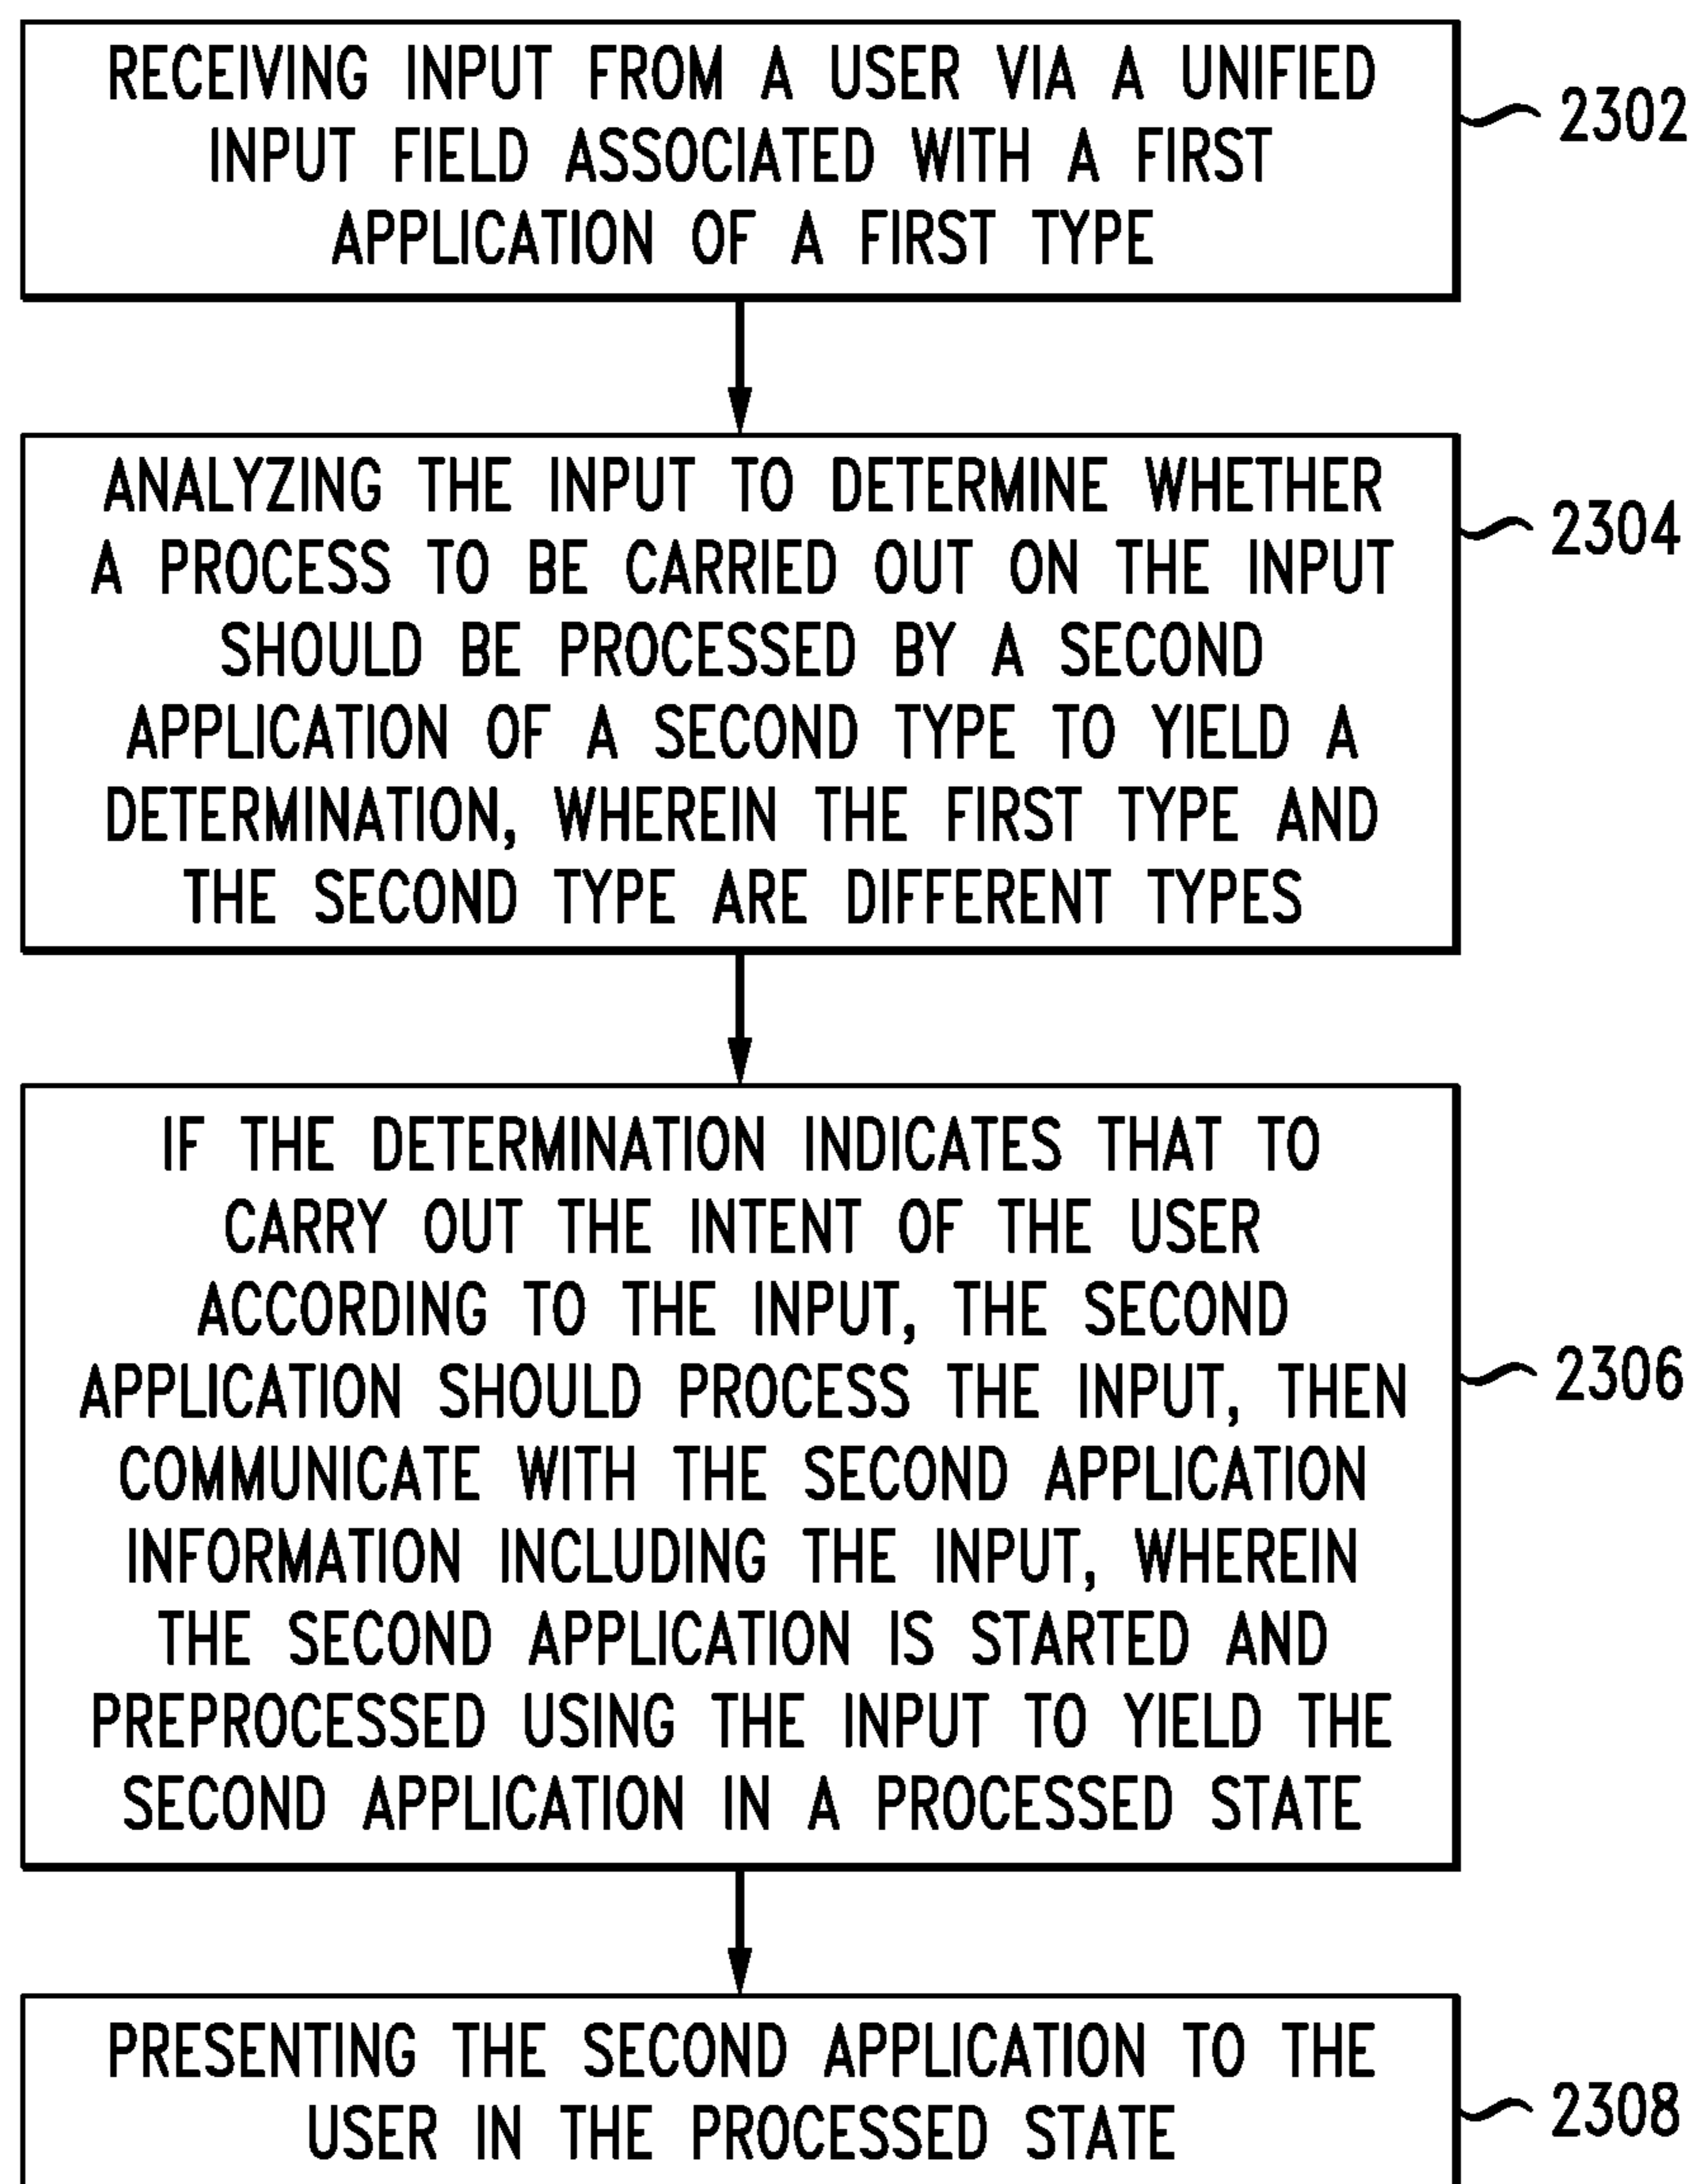 RECEIVING INPUT FROM A USER VIA A UNIFIED
INPUT FIELD ASSOCIATED WITH A FIRST
APPLICATION OF A FIRST TYPE
2302
ANALYZING THE INPUT TO DETERMINE WHETHER
A PROCESS TO BE CARRIED OUT ON THE INPUT
SHOULD BE PROCESSED BY A SECOND
APPLICATION OF A SECOND TYPE TO YIELD A
DETERMINATION, WHEREIN THE FIRST TYPE AND
THE SECOND TYPE ARE DIFFERENT TYPES
2304
IF THE DETERMINATION INDICATES THAT TO
CARRY OUT THE INTENT OF THE USER
ACCORDING TO THE INPUT, THE SECOND
APPLICATION SHOULD PROCESS THE INPUT, THEN
COMMUNICATE WITH THE SECOND APPLICATION
INFORMATION INCLUDING THE INPUT, WHEREIN
THE SECOND APPLICATION IS STARTED AND
PREPROCESSED USING THE INPUT TO YIELD THE
SECOND APPLICATION IN A PROCESSED STATE
2306
PRESENTING THE SECOND APPLICATION TO THE
USER IN THE PROCESSED STATE
2308